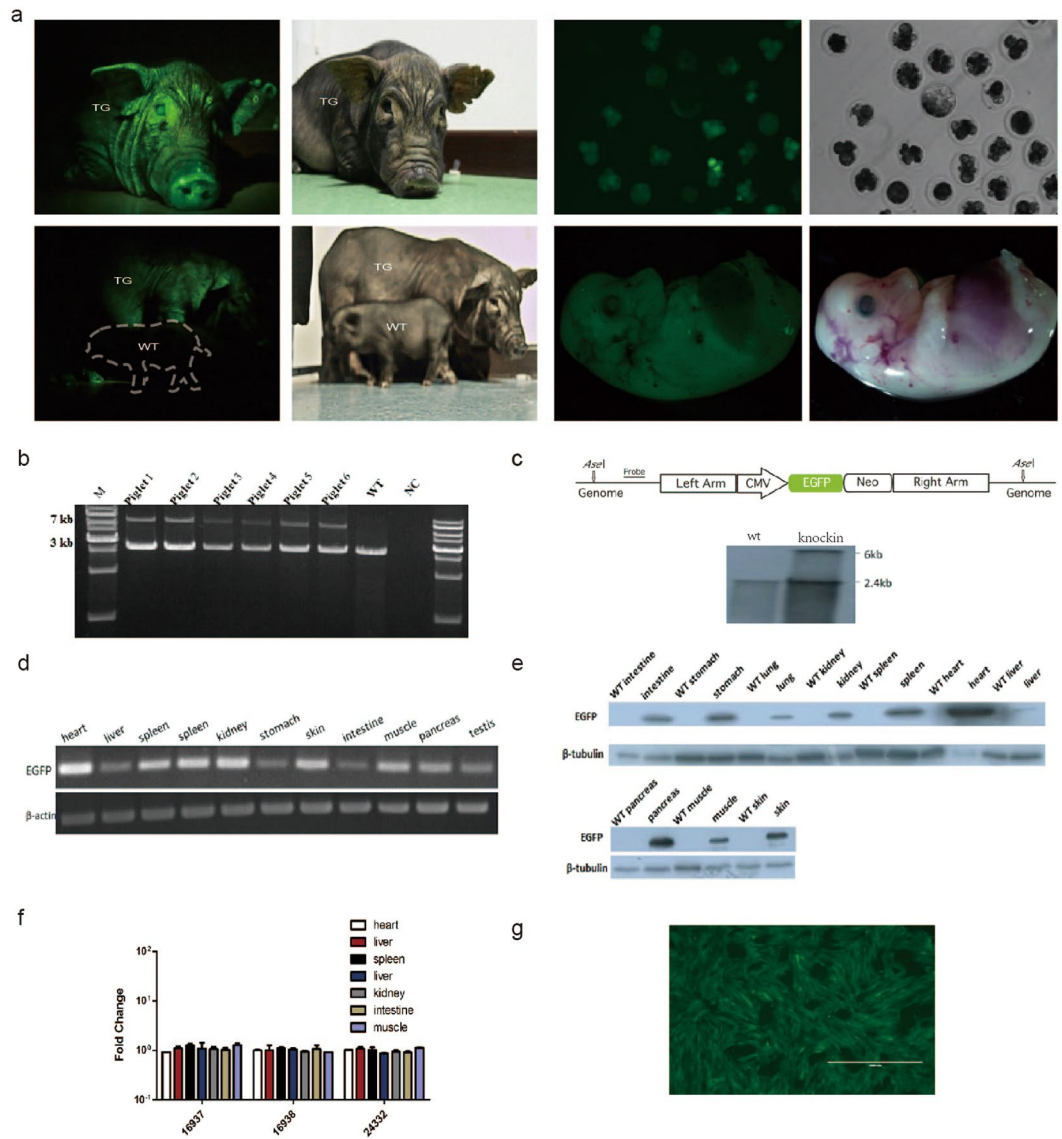 a
TG
TG
TG
WT
TG
WT
b
M
Piglet 1
Piglet 2
Piglet 3
Piglet 4
Piglet 5
Piglet 6
WT
NC
7 kb
3 kb
c
AseI
Probe
AseI
Genome
Left Arm
CMV
EGFP
Neo
Right Arm
Genome
wt
knockin
6kb
2.4kb
d
heart
liver
spleen
spleen
kidney
stomach
skin
intestine
muscle
pancreas
testis
EGFP
β-actin
e
WT intestine
intestine
WT stomach
stomach
WT lung
lung
WT kidney
kidney
WT spleen
spleen
WT heart
heart
WT liver
liver
EGFP
β-tubulin
WT pancreas
pancreas
WT muscle
muscle
WT skin
skin
EGFP
β-tubulin
f
heart
liver
spleen
liver
kidney
intestine
muscle
Fold Change
10²
10¹
10⁰
10⁻¹
16937
16938
24332
g